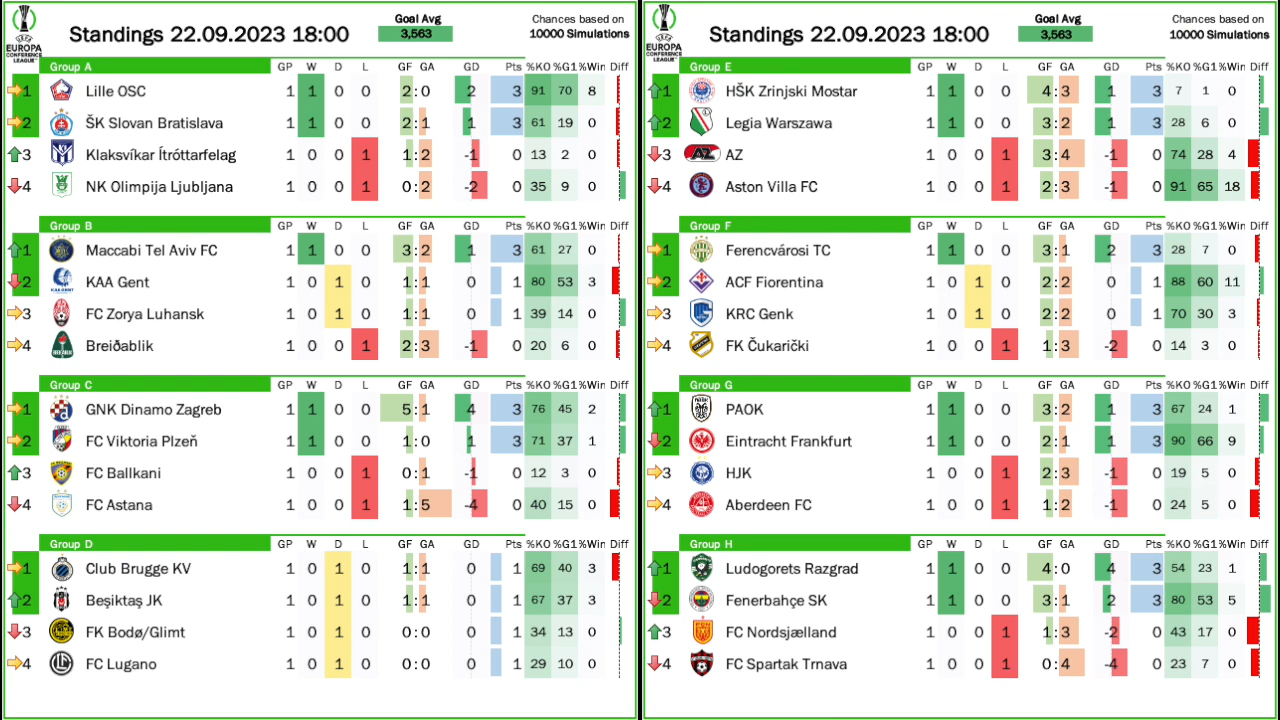 UEFA
EUROPA
CONFERENCE
LEAGUE
Standings 22.09.2023 18:00
Goal Avg
3,563
Chances based on
10000 Simulations
Group A GP W D L GF GA GD Pts %KO %G1 %Win Diff
1 Lille OSC 1 1 0 0 2:0 2 3 91 70 8
2 ŠK Slovan Bratislava 1 1 0 0 2:1 1 3 61 19 0
3 Klaksvíkar Ítróttarfelag 1 0 0 1 1:2 -1 0 13 2 0
4 NK Olimpija Ljubljana 1 0 0 1 0:2 -2 0 35 9 0
Group B GP W D L GF GA GD Pts %KO %G1 %Win Diff
1 Maccabi Tel Aviv FC 1 1 0 0 3:2 1 3 61 27 0
2 KAA Gent 1 0 1 0 1:1 0 1 80 53 3
3 FC Zorya Luhansk 1 0 1 0 1:1 0 1 39 14 0
4 Breiðablik 1 0 0 1 2:3 -1 0 20 6 0
Group C GP W D L GF GA GD Pts %KO %G1 %Win Diff
1 GNK Dinamo Zagreb 1 1 0 0 5:1 4 3 76 45 2
2 FC Viktoria Plzeň 1 1 0 0 1:0 1 3 71 37 1
3 FC Ballkani 1 0 0 1 0:1 -1 0 12 3 0
4 FC Astana 1 0 0 1 1:5 -4 0 40 15 0
Group D GP W D L GF GA GD Pts %KO %G1 %Win Diff
1 Club Brugge KV 1 0 1 0 1:1 0 1 69 40 3
2 Beşiktaş JK 1 0 1 0 1:1 0 1 67 37 3
3 FK Bodø/Glimt 1 0 1 0 0:0 0 1 34 13 0
4 FC Lugano 1 0 1 0 0:0 0 1 29 10 0
UEFA
EUROPA
CONFERENCE
LEAGUE
Standings 22.09.2023 18:00
Goal Avg
3,563
Chances based on
10000 Simulations
Group E GP W D L GF GA GD Pts %KO %G1 %Win Diff
1 HŠK Zrinjski Mostar 1 1 0 0 4:3 1 3 7 1 0
2 Legia Warszawa 1 1 0 0 3:2 1 3 28 6 0
3 AZ 1 0 0 1 3:4 -1 0 74 28 4
4 Aston Villa FC 1 0 0 1 2:3 -1 0 91 65 18
Group F GP W D L GF GA GD Pts %KO %G1 %Win Diff
1 Ferencvárosi TC 1 1 0 0 3:1 2 3 28 7 0
2 ACF Fiorentina 1 0 1 0 2:2 0 1 88 60 11
3 KRC Genk 1 0 1 0 2:2 0 1 70 30 3
4 FK Čukarički 1 0 0 1 1:3 -2 0 14 3 0
Group G GP W D L GF GA GD Pts %KO %G1 %Win Diff
1 PAOK 1 1 0 0 3:2 1 3 67 24 1
2 Eintracht Frankfurt 1 1 0 0 2:1 1 3 90 66 9
3 HJK 1 0 0 1 2:3 -1 0 19 5 0
4 Aberdeen FC 1 0 0 1 1:2 -1 0 24 5 0
Group H GP W D L GF GA GD Pts %KO %G1 %Win Diff
1 Ludogorets Razgrad 1 1 0 0 4:0 4 3 54 23 1
2 Fenerbahçe SK 1 1 0 0 3:1 2 3 80 53 5
3 FC Nordsjælland 1 0 0 1 1:3 -2 0 43 17 0
4 FC Spartak Trnava 1 0 0 1 0:4 -4 0 23 7 0